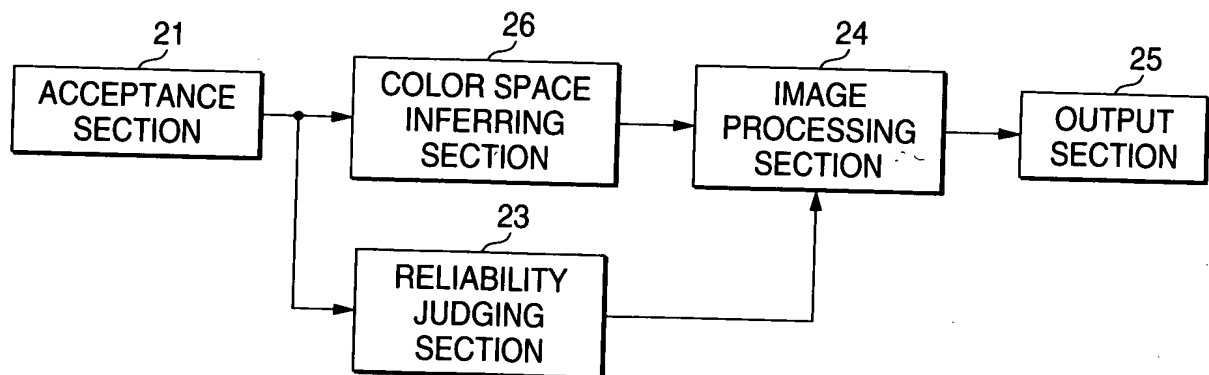 21
ACCEPTANCE
SECTION
26
COLOR SPACE
INFERRING
SECTION
24
IMAGE
PROCESSING
SECTION
25
OUTPUT
SECTION
23
RELIABILITY
JUDGING
SECTION